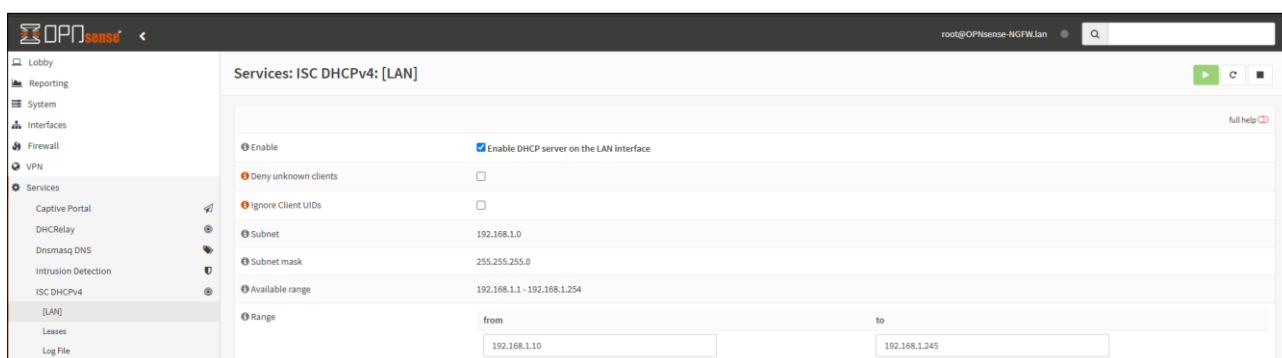 OPNsense
root@OPNsense-NGFW.lan
Lobby
Reporting
System
Interfaces
Firewall
VPN
Services
Captive Portal
DHCRelay
Dnsmasq DNS
Intrusion Detection
ISC DHCPv4
[LAN]
Leases
Log File
Services: ISC DHCPv4: [LAN]
full help
Enable
Enable DHCP server on the LAN interface
Deny unknown clients
Ignore Client UIDs
Subnet
192.168.1.0
Subnet mask
255.255.255.0
Available range
192.168.1.1 - 192.168.1.254
Range
from
to
192.168.1.10
192.168.1.245